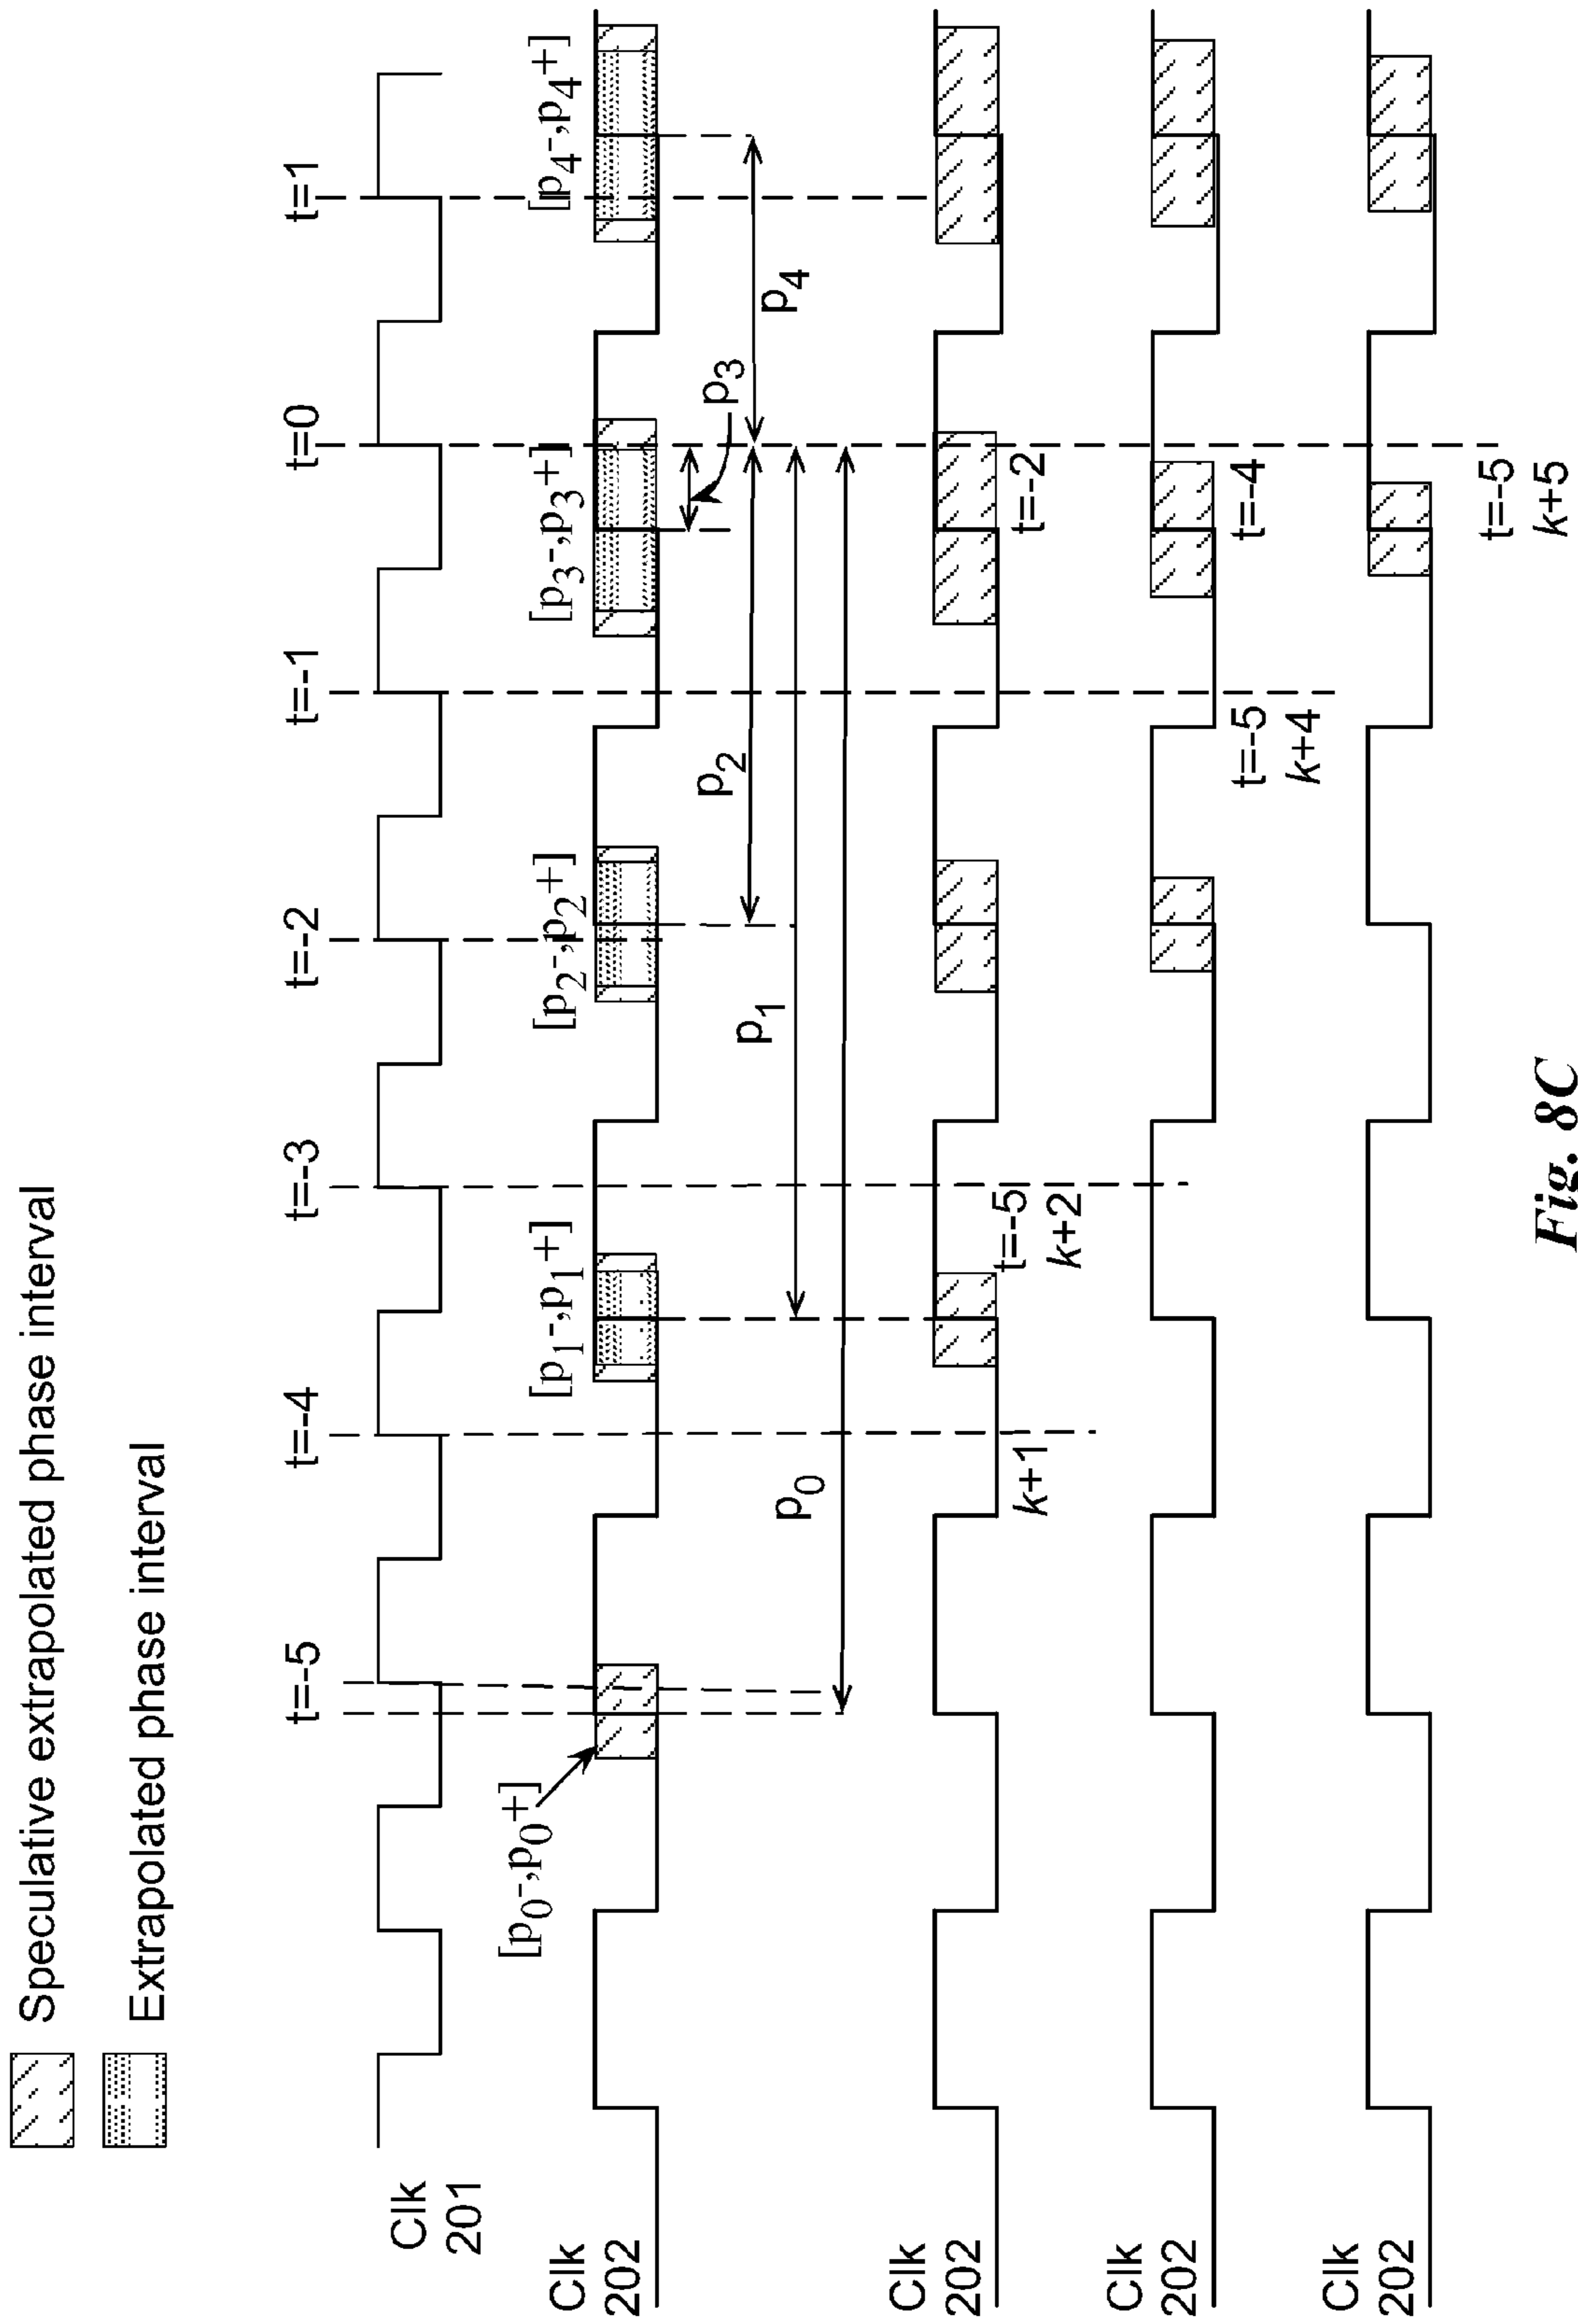 Speculative extrapolated phase interval
Extrapolated phase interval
t=-5
t=-4
t=-3
t=-2
t=-1
t=0
t=1
Clk
201
[p0-,p0+]
[p1-,p1+]
[p2-,p2+]
[p3-,p3+]
[p4-,p4+]
Clk
202
p3
p2
p4
p1
p0
Clk
202
k+1
t=-5
k+2
t=-2
Clk
202
t=-5
k+4
t=-4
Clk
202
t=-5
k+5
Fig. 8C